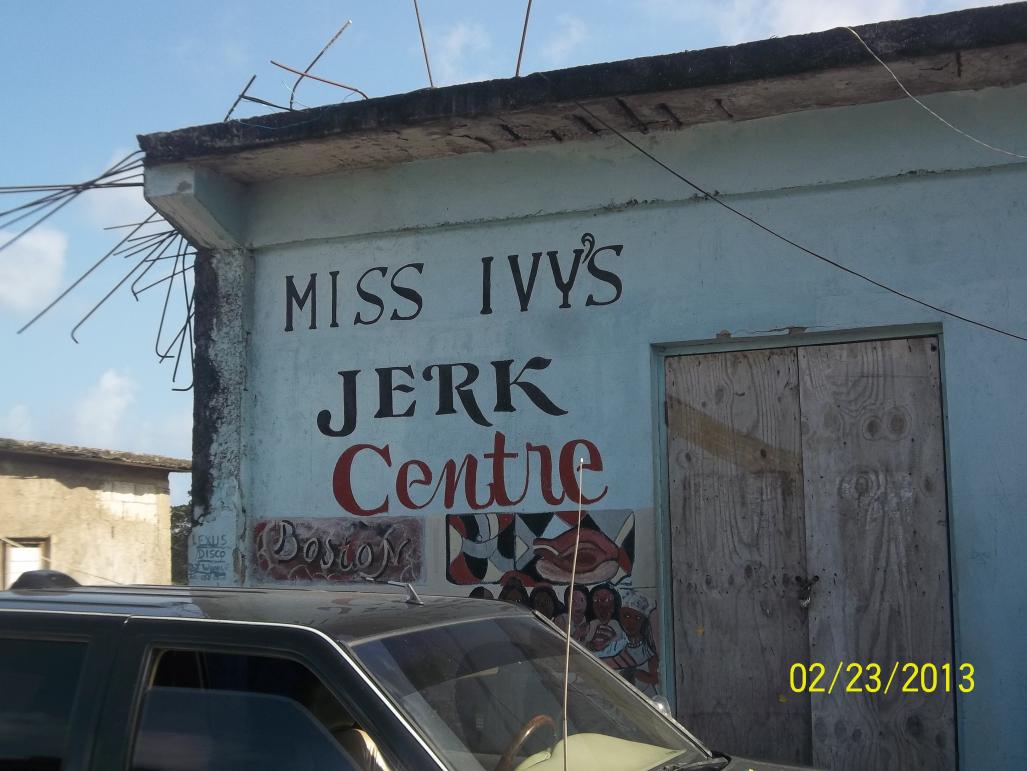 MISS IVY'S
JERK
Centre
BOSTON
LEXUS
DISCO
02/23/2013